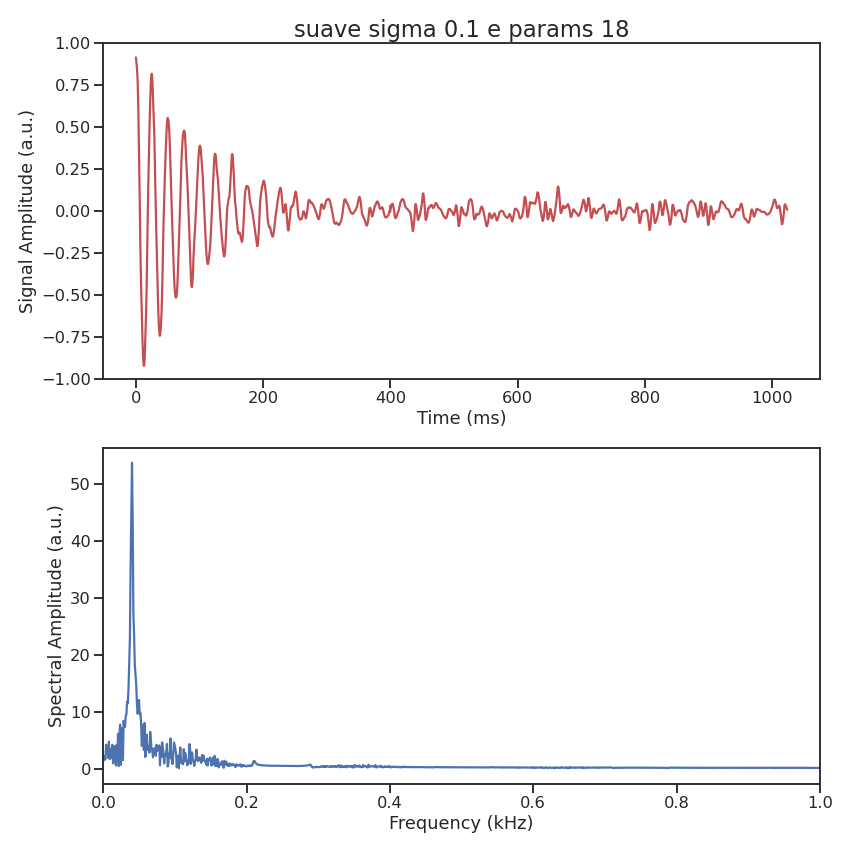 suave sigma 0.1 e params 18
1.00
0.75
0.50
0.25
0.00
−0.25
−0.50
−0.75
−1.00
Signal Amplitude (a.u.)
0 200 400 600 800 1000
Time (ms)
50
40
30
20
10
0
Spectral Amplitude (a.u.)
0.0 0.2 0.4 0.6 0.8 1.0
Frequency (kHz)